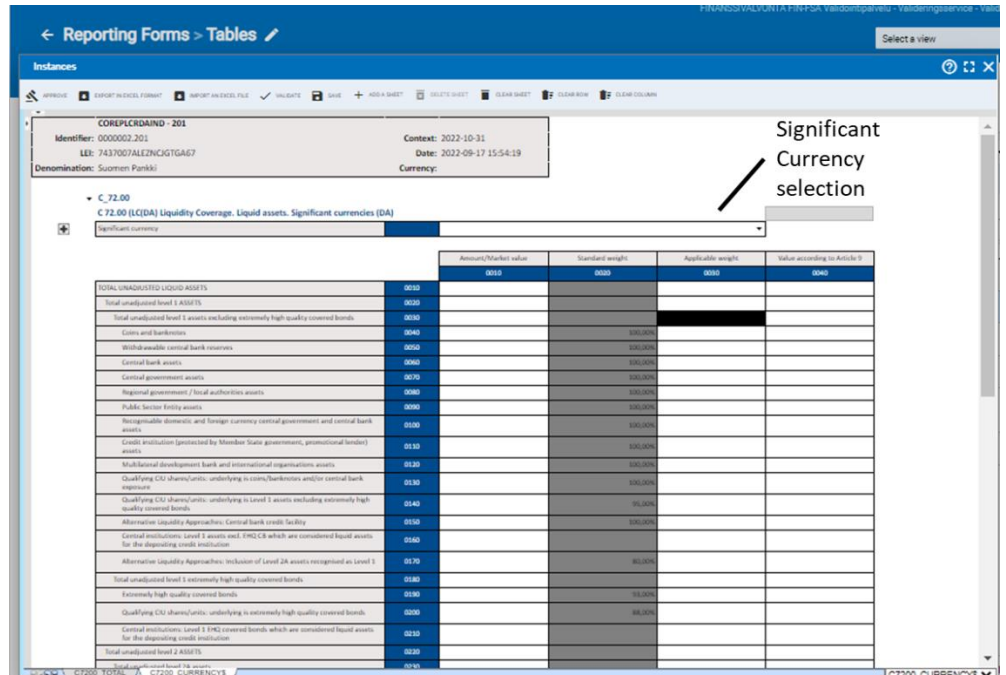 FINANSSIVALVONTA FIN-FSA Validointipalvelu - Valideringsservice - Valid
← Reporting Forms > Tables
Select a view
Instances
APPROVE EXPORT IN EXCEL FORMAT IMPORT AN EXCEL FILE VALIDATE SAVE ADD A SHEET DELETE SHEET CLEAR SHEET CLEAR ROW CLEAR COLUMN
COREPLCRDAIND - 201
Identifier: 0000002.201 Context: 2022-10-31
LEI: 7437007ALEZNCJGTGA67 Date: 2022-09-17 15:54:19
Denomination: Suomen Pankki Currency:
Significant
Currency
selection
C_72.00
C 72.00 (LC(DA) Liquidity Coverage. Liquid assets. Significant currencies (DA)
Significant currency
Amount/Market value Standard weight Applicable weight Value according to Article 9
0010 0020 0030 0040
TOTAL UNADJUSTED LIQUID ASSETS 0010
Total unadjusted level 1 ASSETS 0020
Total unadjusted level 1 assets excluding extremely high quality covered bonds 0030
Coins and banknotes 0040 100,00%
Withdrawable central bank reserves 0050 100,00%
Central bank assets 0060 100,00%
Central government assets 0070 100,00%
Regional government / local authorities assets 0080 100,00%
Public Sector Entity assets 0090 100,00%
Recognisable domestic and foreign currency central government and central bank
assets 0100 100,00%
Credit institution (protected by Member State government, promotional lender)
assets 0110 100,00%
Multilateral development bank and international organisations assets 0120 100,00%
Qualifying CIU shares/units: underlying is coins/banknotes and/or central bank
exposure 0130 100,00%
Qualifying CIU shares/units: underlying is Level 1 assets excluding extremely high
quality covered bonds 0140 95,00%
Alternative Liquidity Approaches: Central bank credit facility 0150 100,00%
Central institutions: Level 1 assets excl. EHQ CB which are considered liquid assets
for the depositing credit institution 0160
Alternative Liquidity Approaches: Inclusion of Level 2A assets recognised as Level 1 0170 80,00%
Total unadjusted level 1 extremely high quality covered bonds 0180
Extremely high quality covered bonds 0190 93,00%
Qualifying CIU shares/units: underlying is extremely high quality covered bonds 0200 88,00%
Central institutions: Level 1 EHQ covered bonds which are considered liquid assets
for the depositing credit institution 0210
Total unadjusted level 2 ASSETS 0220
Total unadjusted level 2A assets 0230
C7200_TOTAL C7200_CURRENCY$ C7200_CURRENCY$